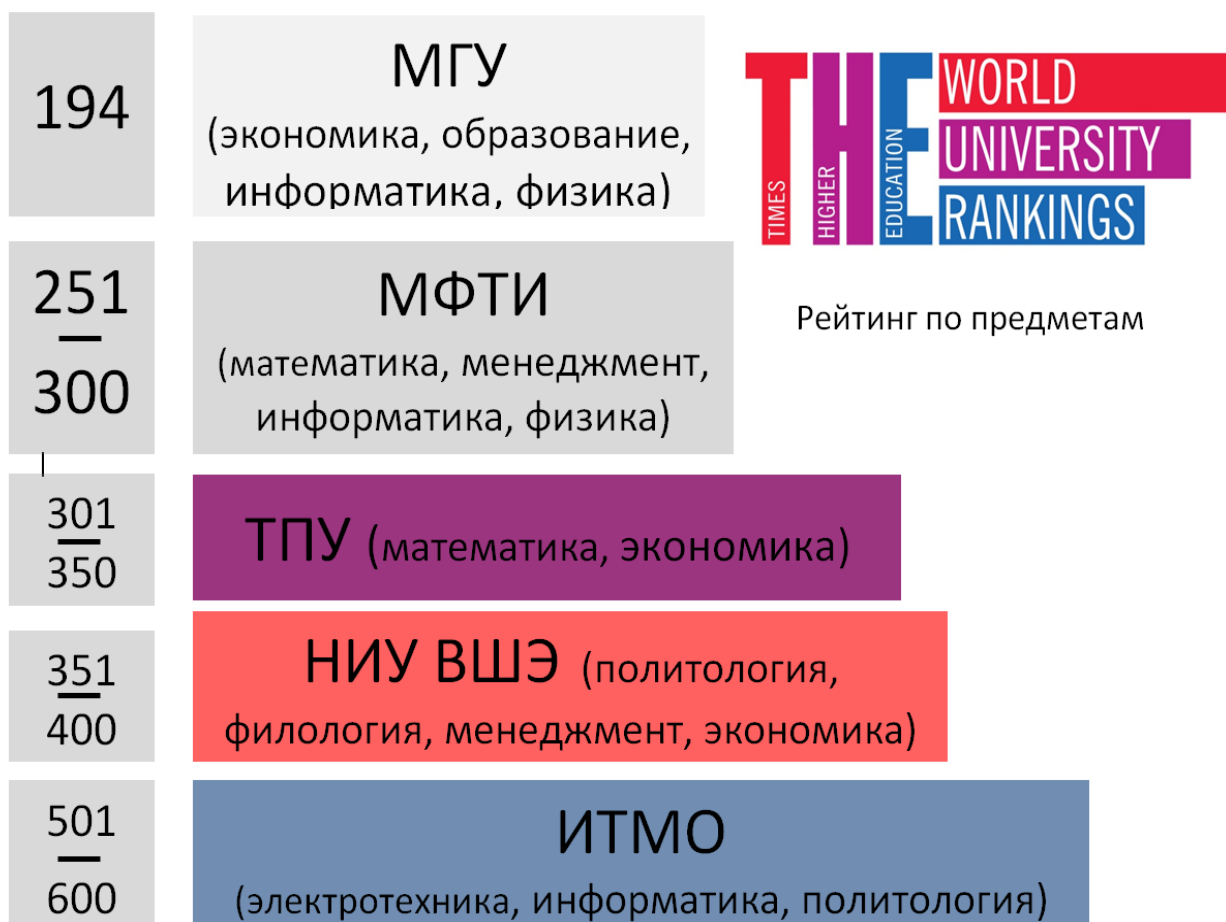 194
МГУ
(экономика, образование,
информатика, физика)
TIMES
HIGHER
EDUCATION
THE
WORLD
UNIVERSITY
RANKINGS
Рейтинг по предметам
251
—
300
МФТИ
(математика, менеджмент,
информатика, физика)
301
—
350
ТПУ (математика, экономика)
351
—
400
НИУ ВШЭ (политология,
филология, менеджмент, экономика)
501
—
600
ИТМО
(электротехника, информатика, политология)